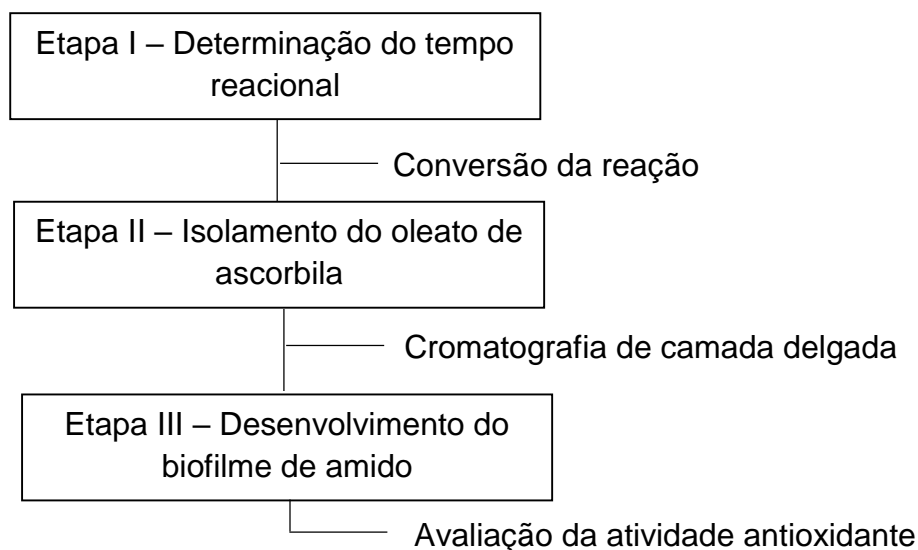 Etapa I – Determinação do tempo
reacional
Conversão da reação
Etapa II – Isolamento do oleato de
ascorbila
Cromatografia de camada delgada
Etapa III – Desenvolvimento do
biofilme de amido
Avaliação da atividade antioxidante